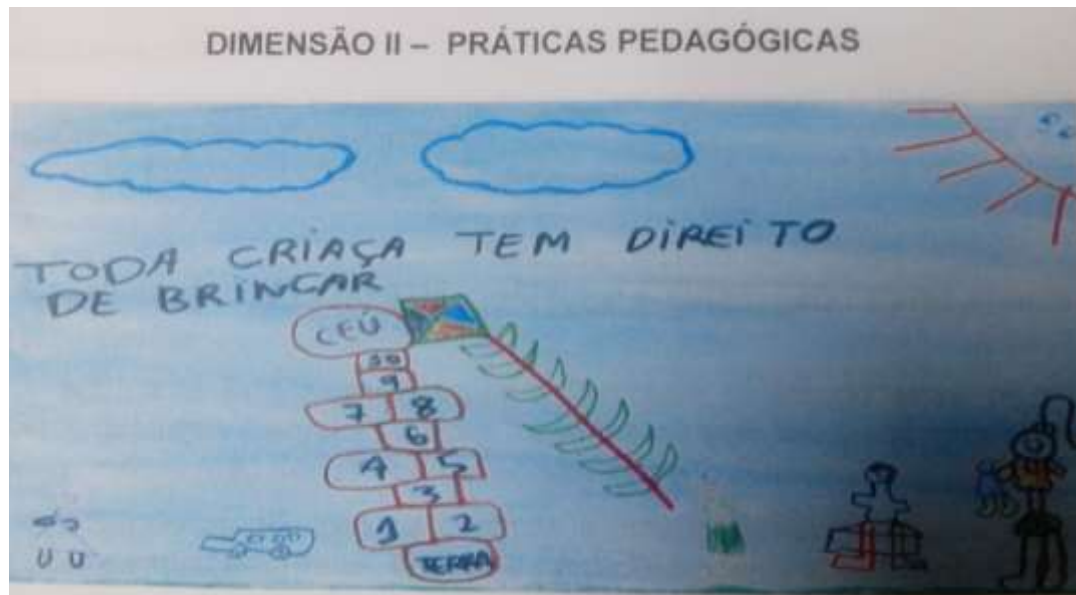 DIMENSÃO II – PRÁTICAS PEDAGÓGICAS
TODA CRIAÇA TEM DIREITO
DE BRINCAR
CÉU
10
9
7 8
6
4 5
3
1 2
TERRA